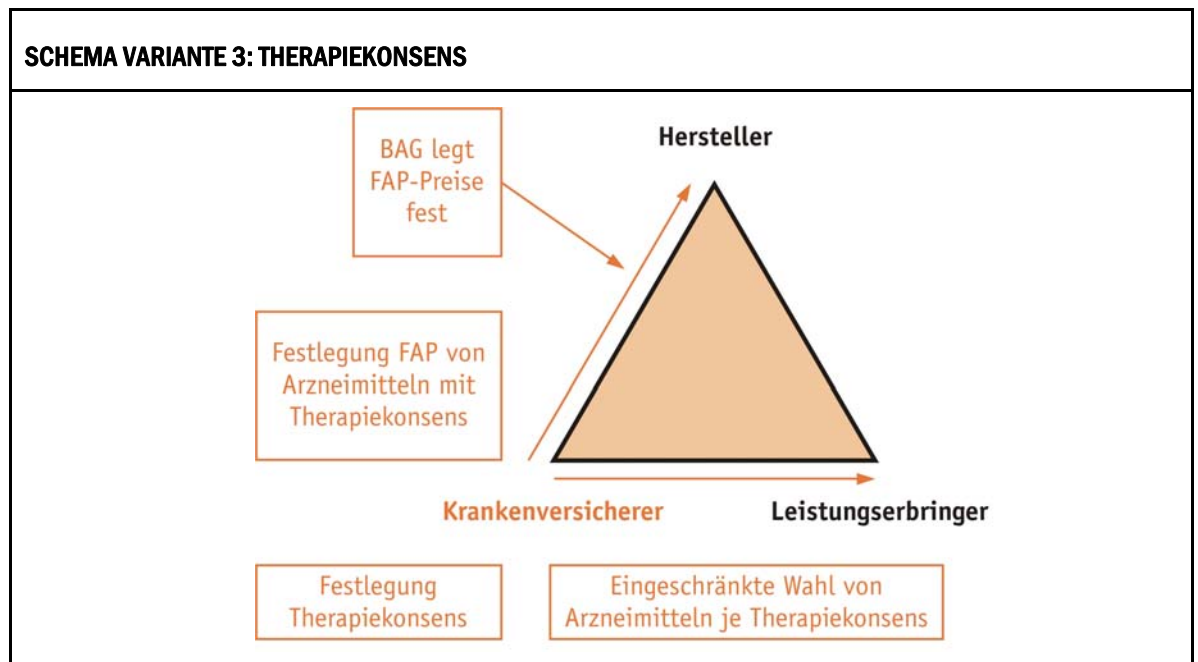 SCHEMA VARIANTE 3: THERAPIEKONSENS
BAG legt
FAP-Preise
fest
Hersteller
Festlegung FAP von
Arzneimitteln mit
Therapiekonsens
Krankenversicherer
Leistungserbringer
Festlegung
Therapiekonsens
Eingeschränkte Wahl von
Arzneimitteln je Therapiekonsens